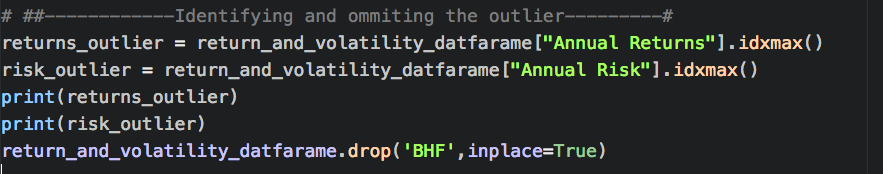 # ##------------Identifying and ommiting the outlier---------#
returns_outlier = return_and_volatility_datfarame["Annual Returns"].idxmax()
risk_outlier = return_and_volatility_datfarame["Annual Risk"].idxmax()
print(returns_outlier)
print(risk_outlier)
return_and_volatility_datfarame.drop('BHF',inplace=True)